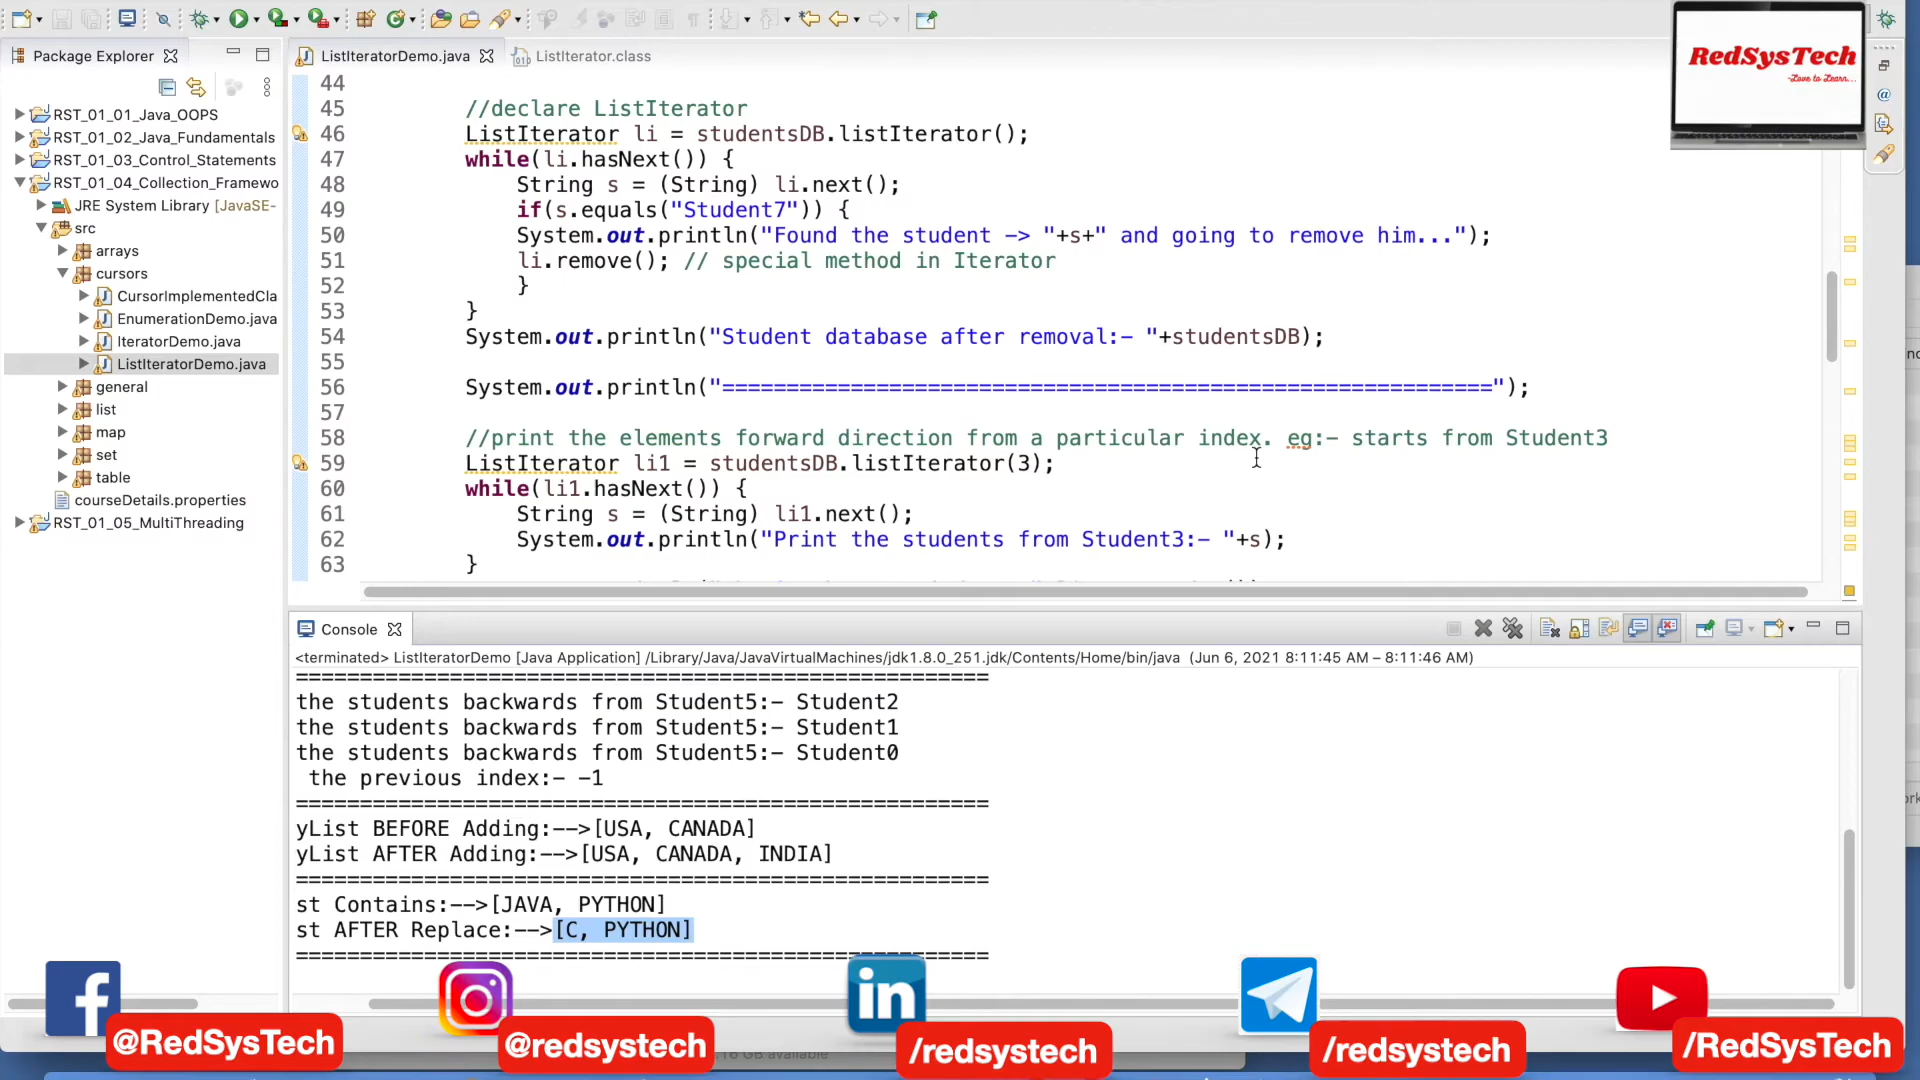 Package Explorer
ListIteratorDemo.java
ListIterator.class
RedSysTech
-Love to Learn...
RST_01_01_Java_OOPS
RST_01_02_Java_Fundamentals
RST_01_03_Control_Statements
RST_01_04_Collection_Framewo
JRE System Library [JavaSE-
src
arrays
cursors
CursorImplementedCla
EnumerationDemo.java
IteratorDemo.java
ListIteratorDemo.java
general
list
map
set
table
courseDetails.properties
RST_01_05_MultiThreading
44
45 //declare ListIterator
46 ListIterator li = studentsDB.listIterator();
47 while(li.hasNext()) {
48 String s = (String) li.next();
49 if(s.equals("Student7")) {
50 System.out.println("Found the student -> "+s+" and going to remove him...");
51 li.remove(); // special method in Iterator
52 }
53 }
54 System.out.println("Student database after removal:- "+studentsDB);
55
56 System.out.println("============================================================");
57
58 //print the elements forward direction from a particular index. eg:- starts from Student3
59 ListIterator li1 = studentsDB.listIterator(3);
60 while(li1.hasNext()) {
61 String s = (String) li1.next();
62 System.out.println("Print the students from Student3:- "+s);
63 }
Console
<terminated> ListIteratorDemo [Java Application] /Library/Java/JavaVirtualMachines/jdk1.8.0_251.jdk/Contents/Home/bin/java (Jun 6, 2021 8:11:45 AM – 8:11:46 AM)
======================================================
the students backwards from Student5:- Student2
the students backwards from Student5:- Student1
the students backwards from Student5:- Student0
the previous index:- -1
======================================================
yList BEFORE Adding:-->[USA, CANADA]
yList AFTER Adding:-->[USA, CANADA, INDIA]
======================================================
st Contains:-->[JAVA, PYTHON]
st AFTER Replace:-->[C, PYTHON]
======================================================
@RedSysTech
@redsystech
/redsystech
/redsystech
/RedSysTech
GB available